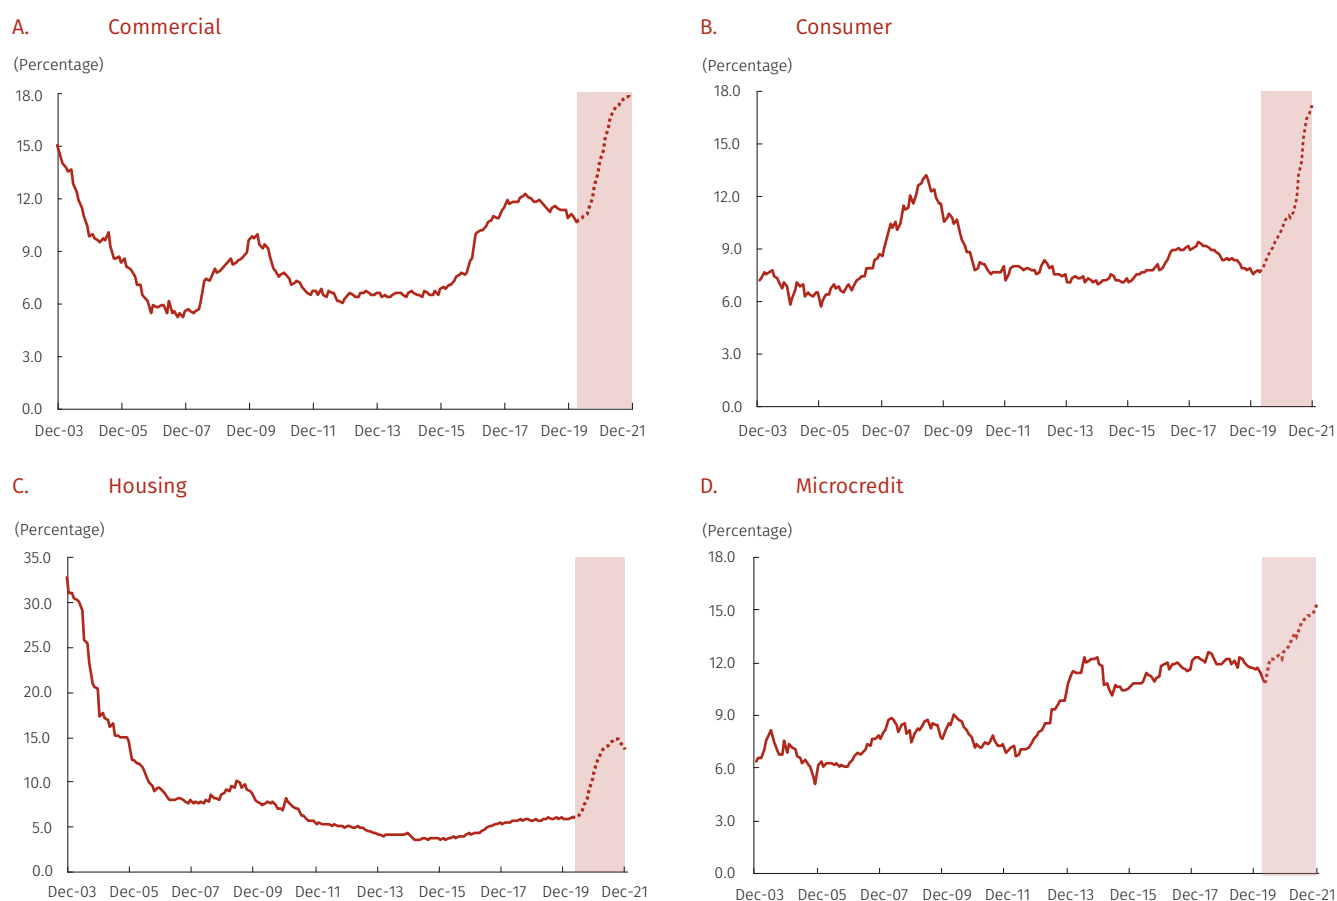 A. Commercial
(Percentage)
18.0
15.0
12.0
9.0
6.0
3.0
0.0
Dec-03 Dec-05 Dec-07 Dec-09 Dec-11 Dec-13 Dec-15 Dec-17 Dec-19 Dec-21
B. Consumer
(Percentage)
18.0
15.0
12.0
9.0
6.0
3.0
0.0
Dec-03 Dec-05 Dec-07 Dec-09 Dec-11 Dec-13 Dec-15 Dec-17 Dec-19 Dec-21
C. Housing
(Percentage)
35.0
30.0
25.0
20.0
15.0
10.0
5.0
0.0
Dec-03 Dec-05 Dec-07 Dec-09 Dec-11 Dec-13 Dec-15 Dec-17 Dec-19 Dec-21
D. Microcredit
(Percentage)
18.0
15.0
12.0
9.0
6.0
3.0
0.0
Dec-03 Dec-05 Dec-07 Dec-09 Dec-11 Dec-13 Dec-15 Dec-17 Dec-19 Dec-21